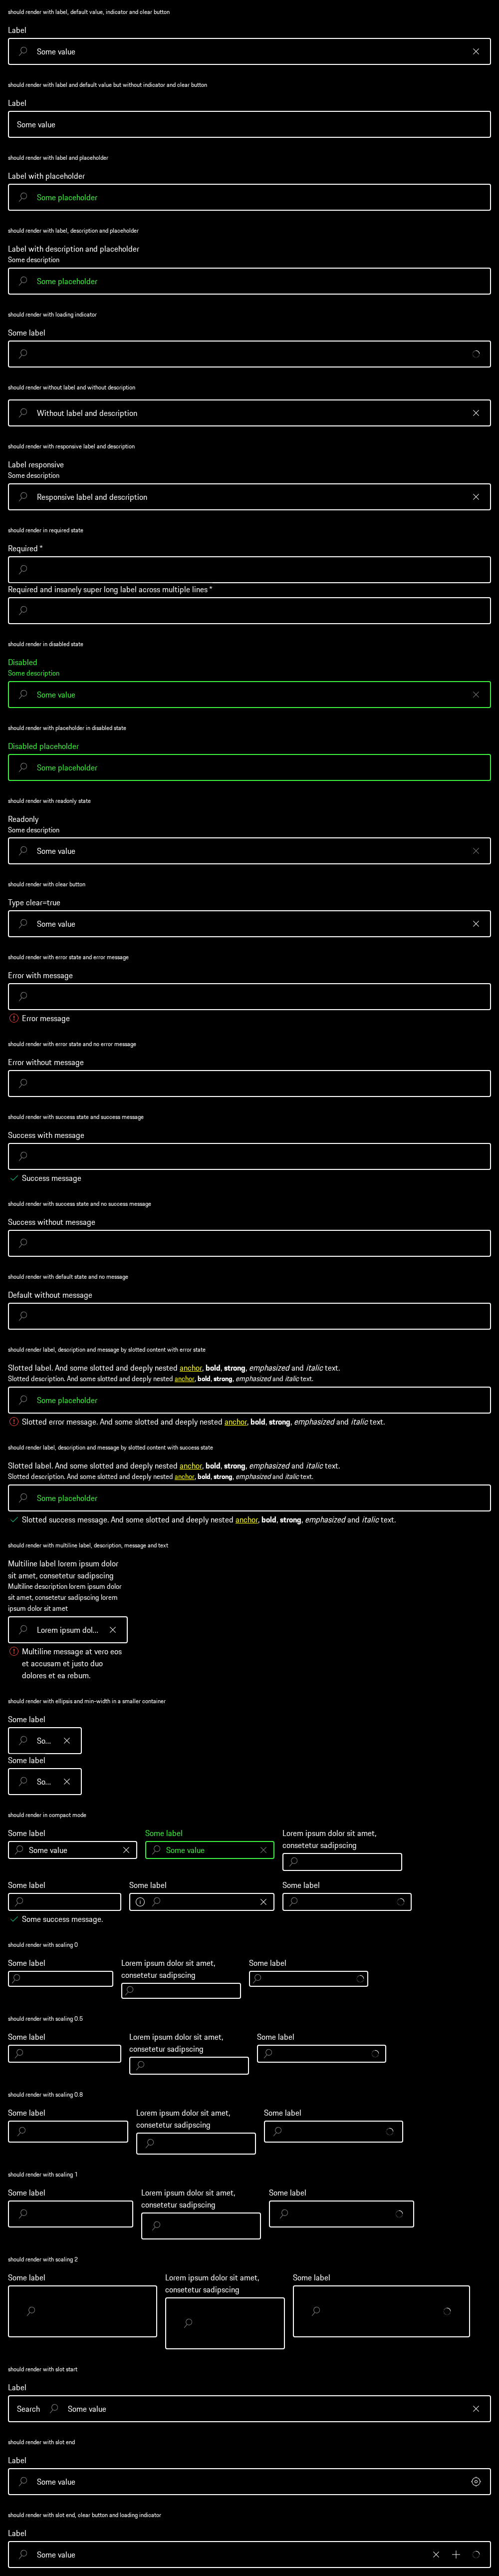 should render with label, default value, indicator and clear button
Label
Some value
should render with label and default value but without indicator and clear button
Label
Some value
should render with label and placeholder
Label with placeholder
Some placeholder
should render with label, description and placeholder
Label with description and placeholder
Some description
Some placeholder
should render with loading indicator
Some label
should render without label and without description
Without label and description
should render with responsive label and description
Label responsive
Some description
Responsive label and description
should render in required state
Required *
Required and insanely super long label across multiple lines *
should render in disabled state
Disabled
Some description
Some value
should render with placeholder in disabled state
Disabled placeholder
Some placeholder
should render with readonly state
Readonly
Some description
Some value
should render with clear button
Type clear=true
Some value
should render with error state and error message
Error with message
Error message
should render with error state and no error message
Error without message
should render with success state and success message
Success with message
Success message
should render with success state and no success message
Success without message
should render with default state and no message
Default without message
should render label, description and message by slotted content with error state
Slotted label. And some slotted and deeply nested anchor, bold, strong, emphasized and italic text.
Slotted description. And some slotted and deeply nested anchor, bold, strong, emphasized and italic text.
Some placeholder
Slotted error message. And some slotted and deeply nested anchor, bold, strong, emphasized and italic text.
should render label, description and message by slotted content with success state
Slotted label. And some slotted and deeply nested anchor, bold, strong, emphasized and italic text.
Slotted description. And some slotted and deeply nested anchor, bold, strong, emphasized and italic text.
Some placeholder
Slotted success message. And some slotted and deeply nested anchor, bold, strong, emphasized and italic text.
should render with multiline label, description, message and text
Multiline label lorem ipsum dolor
sit amet, consetetur sadipscing
Multiline description lorem ipsum dolor
sit amet, consetetur sadipscing lorem
ipsum dolor sit amet
Lorem ipsum dol...
Multiline message at vero eos
et accusam et justo duo
dolores et ea rebum.
should render with ellipsis and min-width in a smaller container
Some label
So...
Some label
So...
should render in compact mode
Some label
Some value
Some label
Some value
Lorem ipsum dolor sit amet,
consetetur sadipscing
Some label
Some success message.
Some label
Some label
should render with scaling 0
Some label
Lorem ipsum dolor sit amet,
consetetur sadipscing
Some label
should render with scaling 0.5
Some label
Lorem ipsum dolor sit amet,
consetetur sadipscing
Some label
should render with scaling 0.8
Some label
Lorem ipsum dolor sit amet,
consetetur sadipscing
Some label
should render with scaling 1
Some label
Lorem ipsum dolor sit amet,
consetetur sadipscing
Some label
should render with scaling 2
Some label
Lorem ipsum dolor sit amet,
consetetur sadipscing
Some label
should render with slot start
Label
Search Some value
should render with slot end
Label
Some value
should render with slot end, clear button and loading indicator
Label
Some value